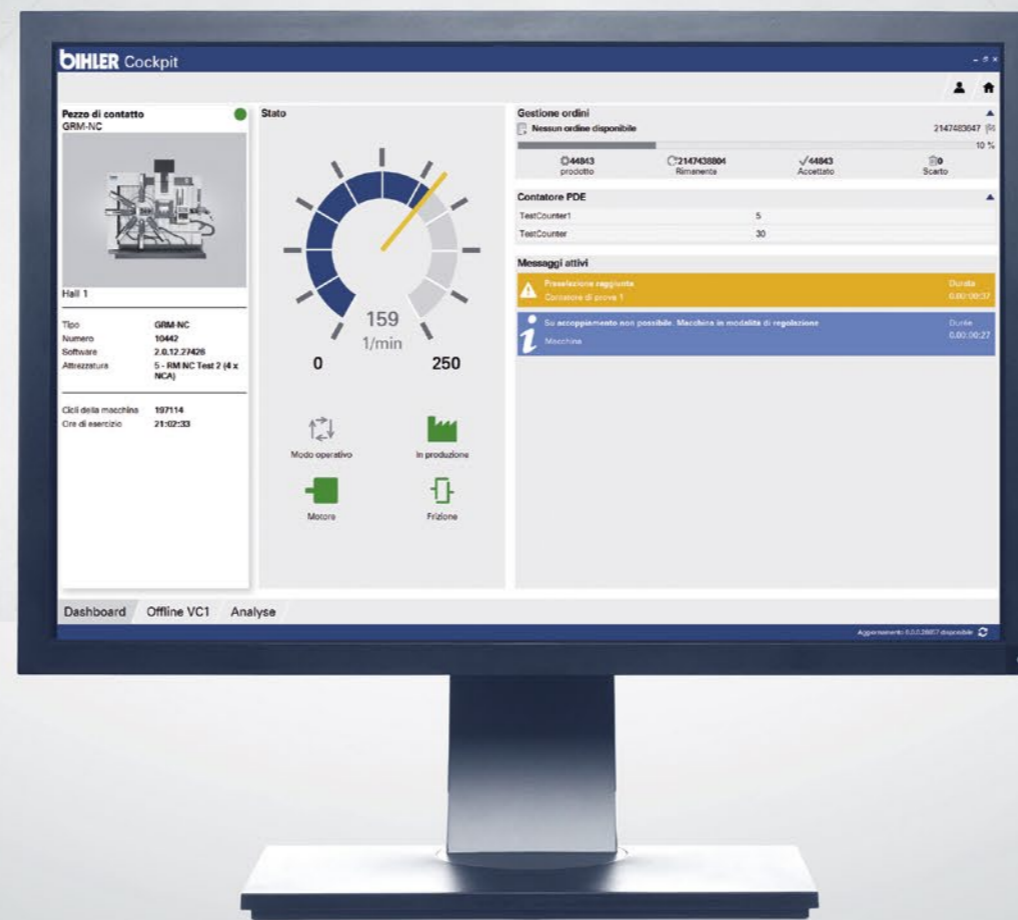 BIHLER Cockpit
Pezzo di contatto
GRM-NC
Hall 1
Tipo GRM-NC
Numero 10442
Software 2.0.12.27426
Attrezzatura 5 - RM NC Test 2 (4 x NCA)
Cicli della macchina 197114
Ore di esercizio 21:02:33
Stato
159
1/min
0 250
Modo operativo In produzione
Motore Frizione
Gestione ordini
Nessun ordine disponibile 2147483647
10 %
44843 2147438804 44843 0
prodotto Rimanente Accettato Scarto
Contatore PDE
TestCounter1 5
TestCounter 30
Messaggi attivi
Preselezione raggiunta Durata
Contatore di prove 1 0.00:00:37
Su accoppiamento non possibile. Macchina in modalità di regolazione Durée
Macchina 0.00:00:27
Dashboard Offline VC1 Analyse
Aggiornamento disponibile